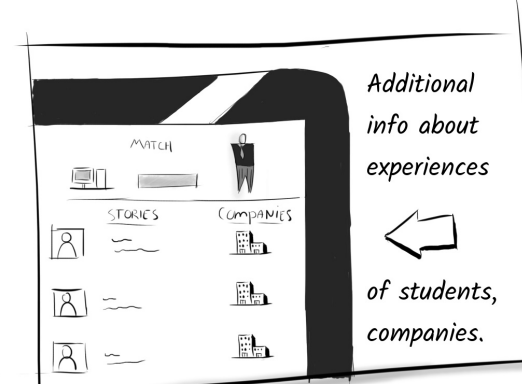 MATCH
STORIES
COMPANIES
Additional
info about
experiences
of students,
companies.